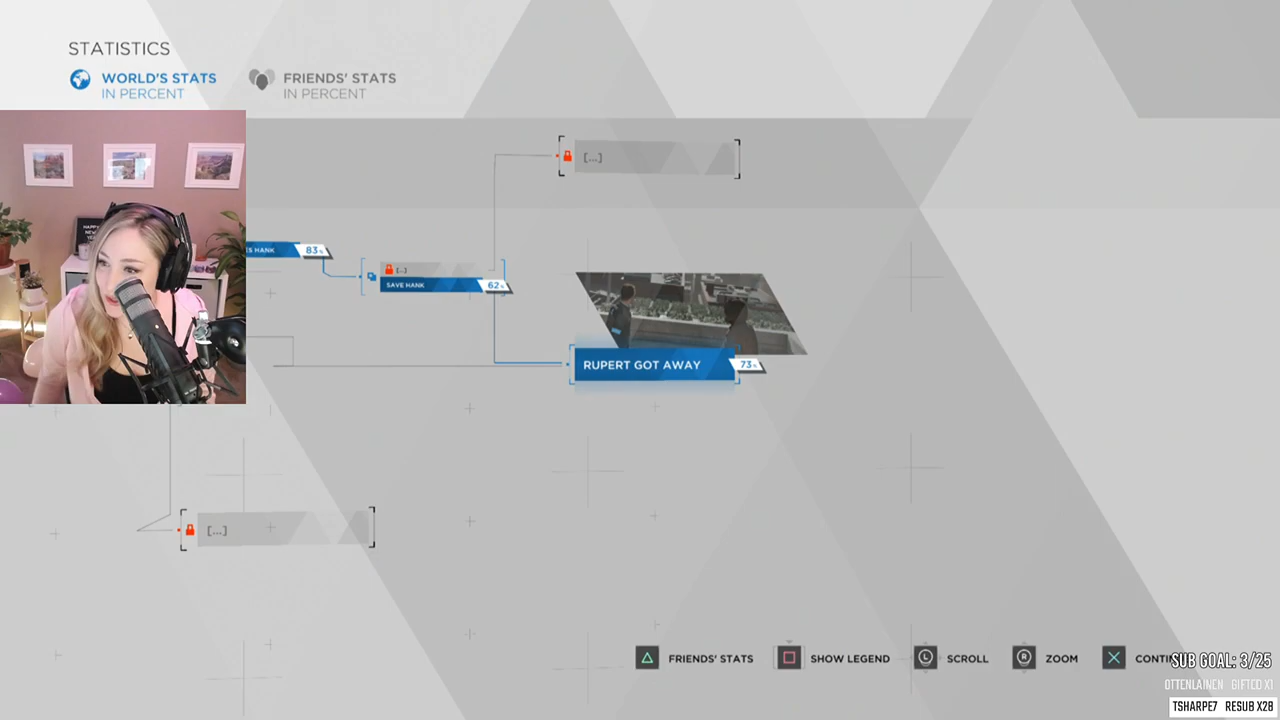 STATISTICS
WORLD'S STATS
IN PERCENT
FRIENDS' STATS
IN PERCENT
[...]
HANK 83%
[...]
SAVE HANK 62%
RUPERT GOT AWAY 73%
[...]
FRIENDS' STATS
SHOW LEGEND
L SCROLL
R ZOOM
SUB GOAL: 3/25
OTTENLAINEN GIFTED X1
TSHARPE7 RESUB X28